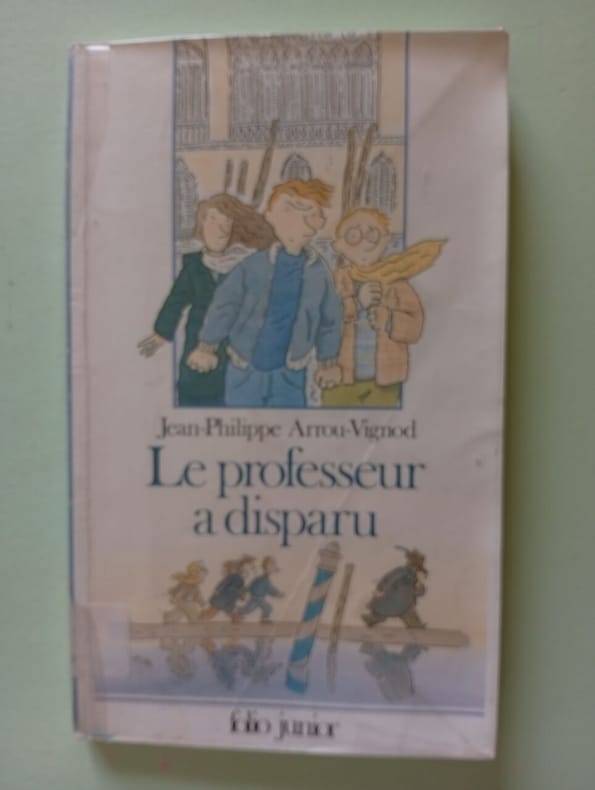 Jean-Philippe Arrou-Vignod
Le professeur
a disparu
folio junior